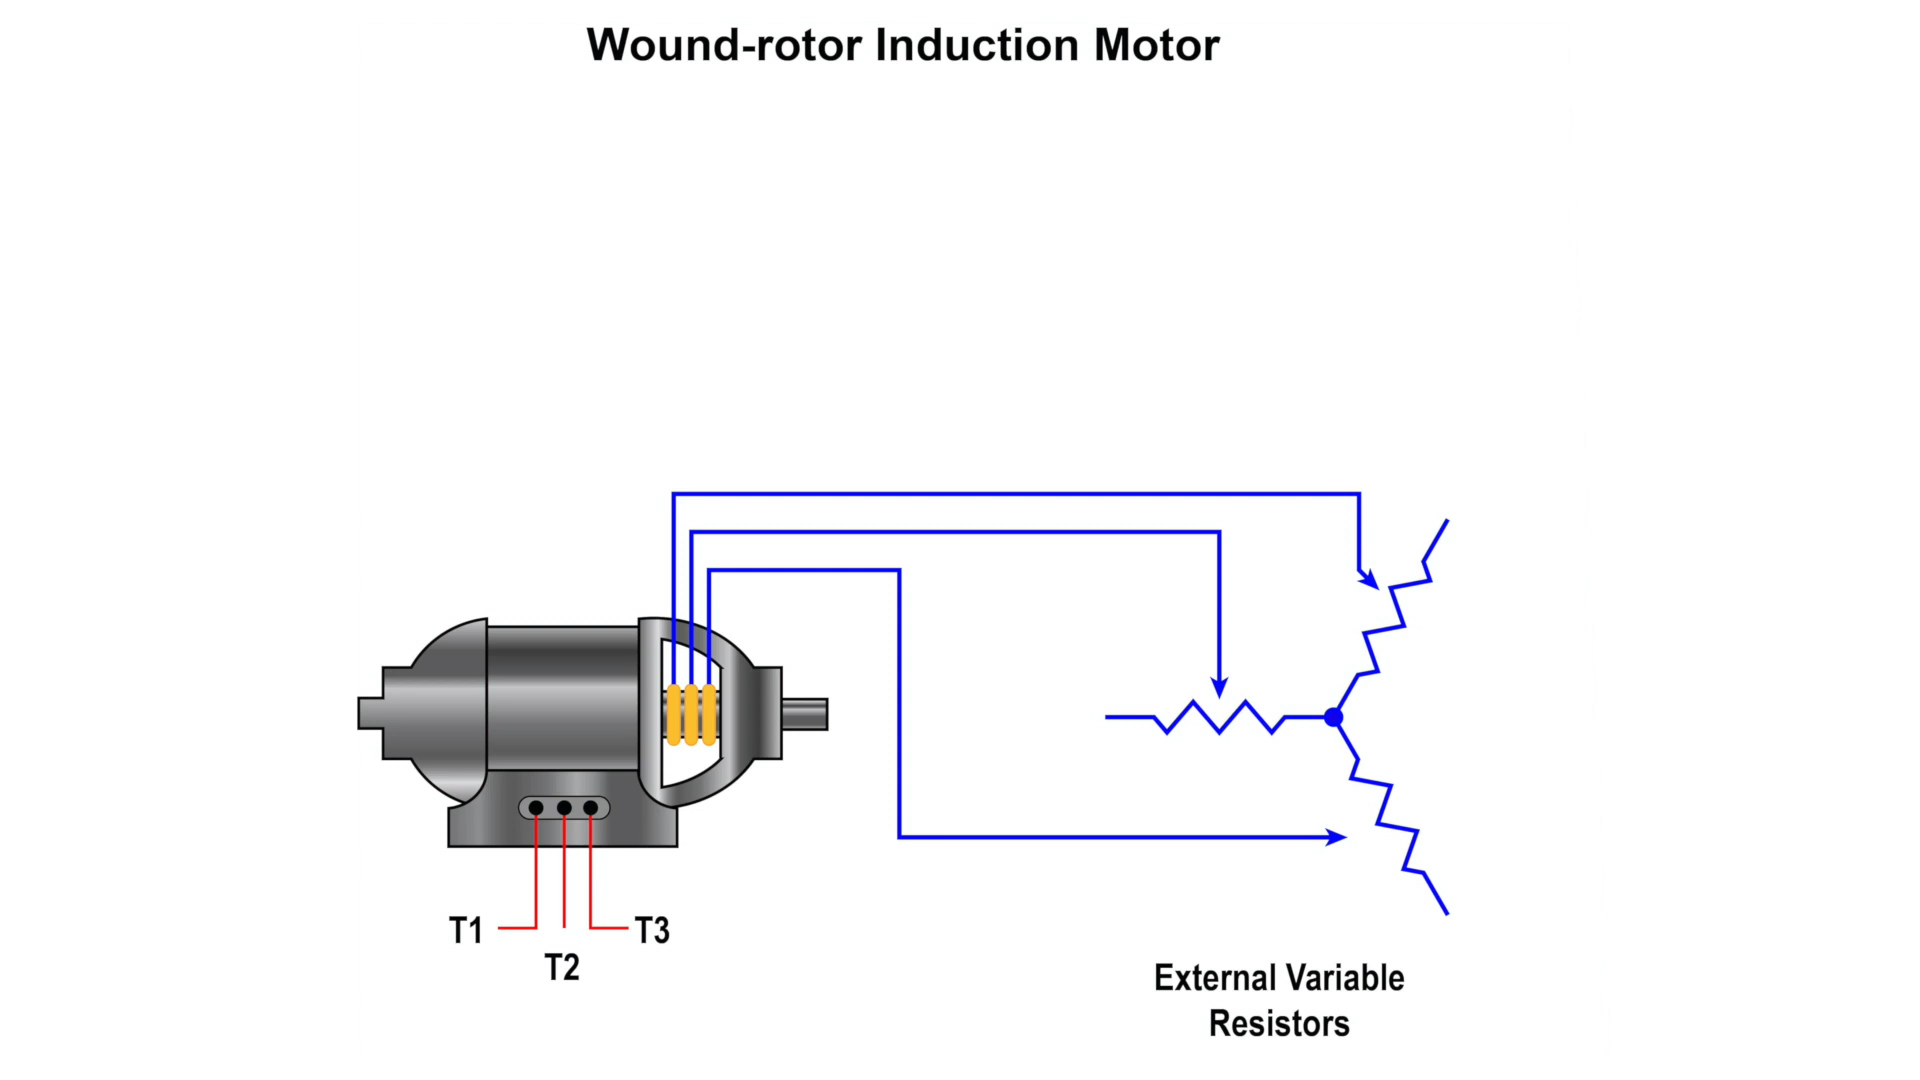 Wound-rotor Induction Motor
T1
T3
T2
External Variable
Resistors